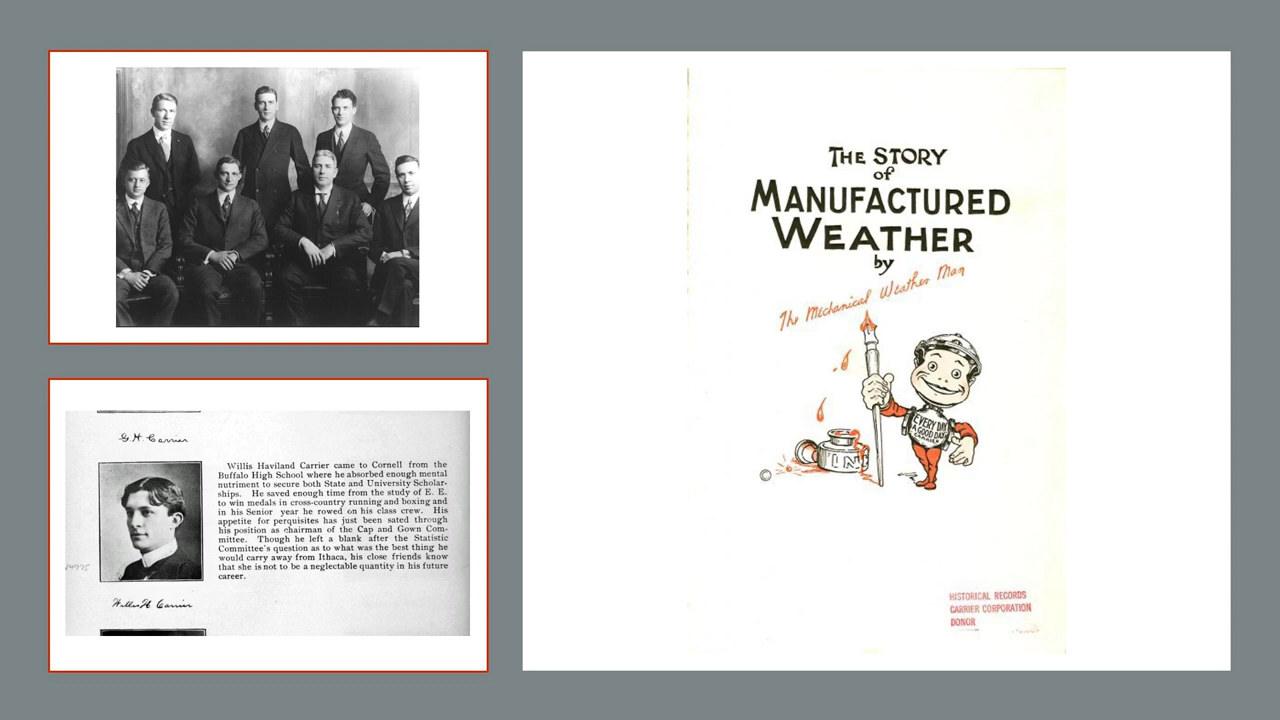 G. H. Carrier
Willis Haviland Carrier came to Cornell from the
Buffalo High School where he absorbed enough mental
nutriment to secure both State and University Scholar-
ships. He saved enough time from the study of E. E.
to win medals in cross-country running and boxing and
in his Senior year he rowed on his class crew. His
appetite for perquisites has just been sated through
his position as chairman of the Cap and Gown Com-
mittee. Though he left a blank after the Statistic
Committee's question as to what was the best thing he
would carry away from Ithaca, his close friends know
that she is not to be a neglectable quantity in his future
career.
Willis H Carrier
THE STORY
of
MANUFACTURED
WEATHER
by
The Mechanical Weather Man
EVERY DAY
A GOOD DAY
CARRIER
INK
HISTORICAL RECORDS
CARRIER CORPORATION
DONOR